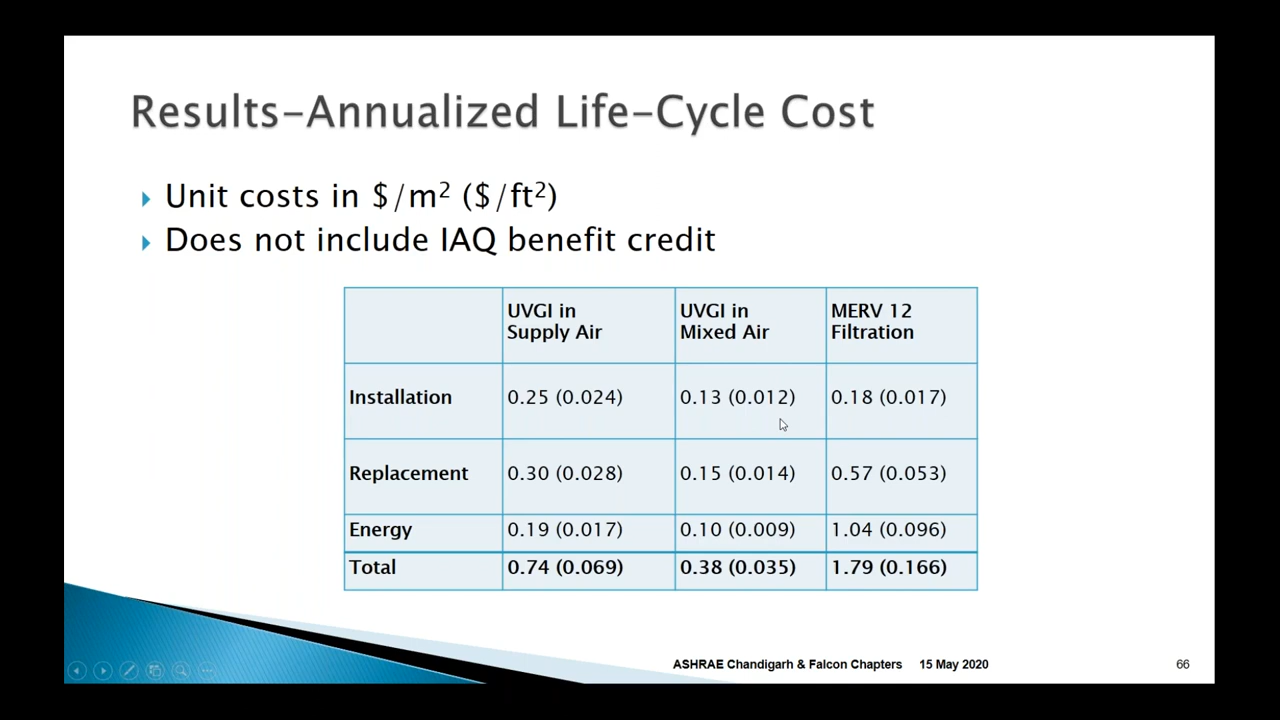 Results-Annualized Life-Cycle Cost
Unit costs in $/m² ($/ft²)
Does not include IAQ benefit credit
UVGI in Supply Air
UVGI in Mixed Air
MERV 12 Filtration
Installation 0.25 (0.024) 0.13 (0.012) 0.18 (0.017)
Replacement 0.30 (0.028) 0.15 (0.014) 0.57 (0.053)
Energy 0.19 (0.017) 0.10 (0.009) 1.04 (0.096)
Total 0.74 (0.069) 0.38 (0.035) 1.79 (0.166)
ASHRAE Chandigarh & Falcon Chapters 15 May 2020 66